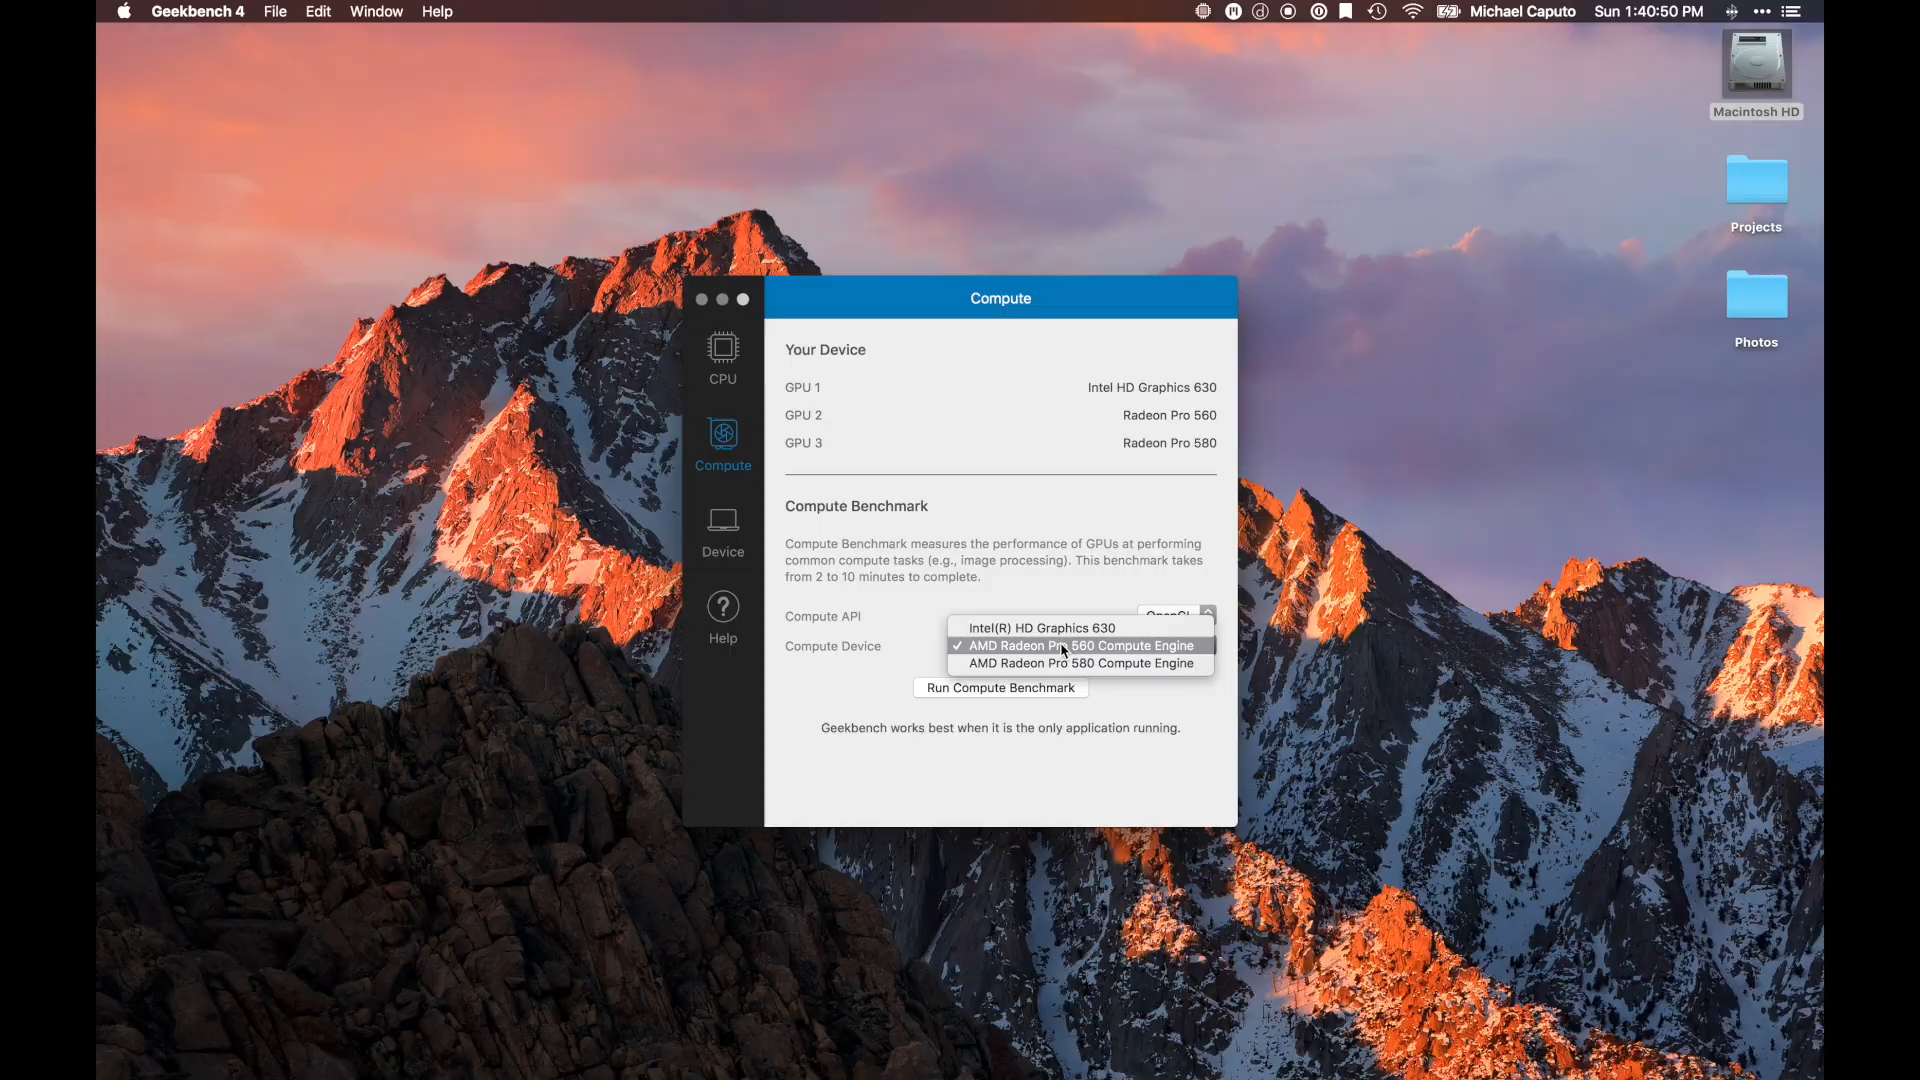 Geekbench 4 File Edit Window Help
Michael Caputo Sun 1:40:50 PM
Macintosh HD
Projects
Photos
Compute
CPU
Compute
Device
Help
Your Device
GPU 1 Intel HD Graphics 630
GPU 2 Radeon Pro 560
GPU 3 Radeon Pro 580
Compute Benchmark
Compute Benchmark measures the performance of GPUs at performing
common compute tasks (e.g., image processing). This benchmark takes
from 2 to 10 minutes to complete.
Compute API OpenCL
Compute Device
Intel(R) HD Graphics 630
✓ AMD Radeon Pro 560 Compute Engine
AMD Radeon Pro 580 Compute Engine
Run Compute Benchmark
Geekbench works best when it is the only application running.